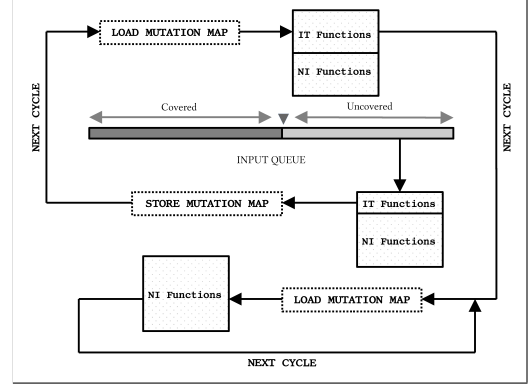 LOAD MUTATION MAP
IT Functions
NI Functions
NEXT CYCLE
NEXT CYCLE
Covered
Uncovered
INPUT QUEUE
STORE MUTATION MAP
IT Functions
NI Functions
NI Functions
LOAD MUTATION MAP
NEXT CYCLE